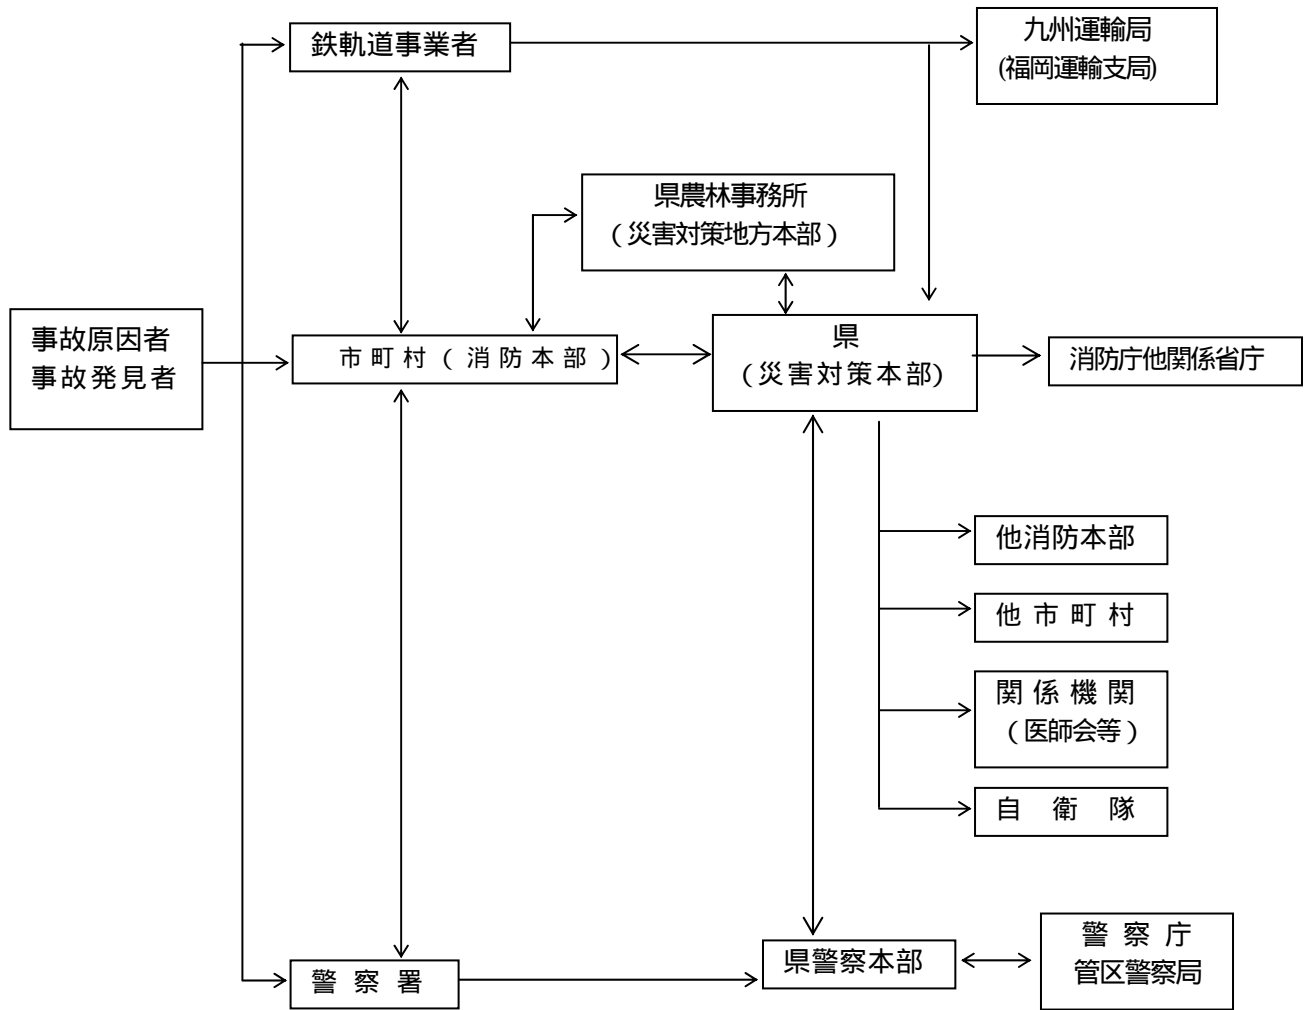 鉄軌道事業者
九州運輸局
(福岡運輸支局)
県農林事務所
(災害対策地方本部)
事故原因者
事故発見者
市町村(消防本部)
県
(災害対策本部)
消防庁他関係省庁
他消防本部
他市町村
関係機関
(医師会等)
自衛隊
警察署
県警察本部
警察庁
管区警察局